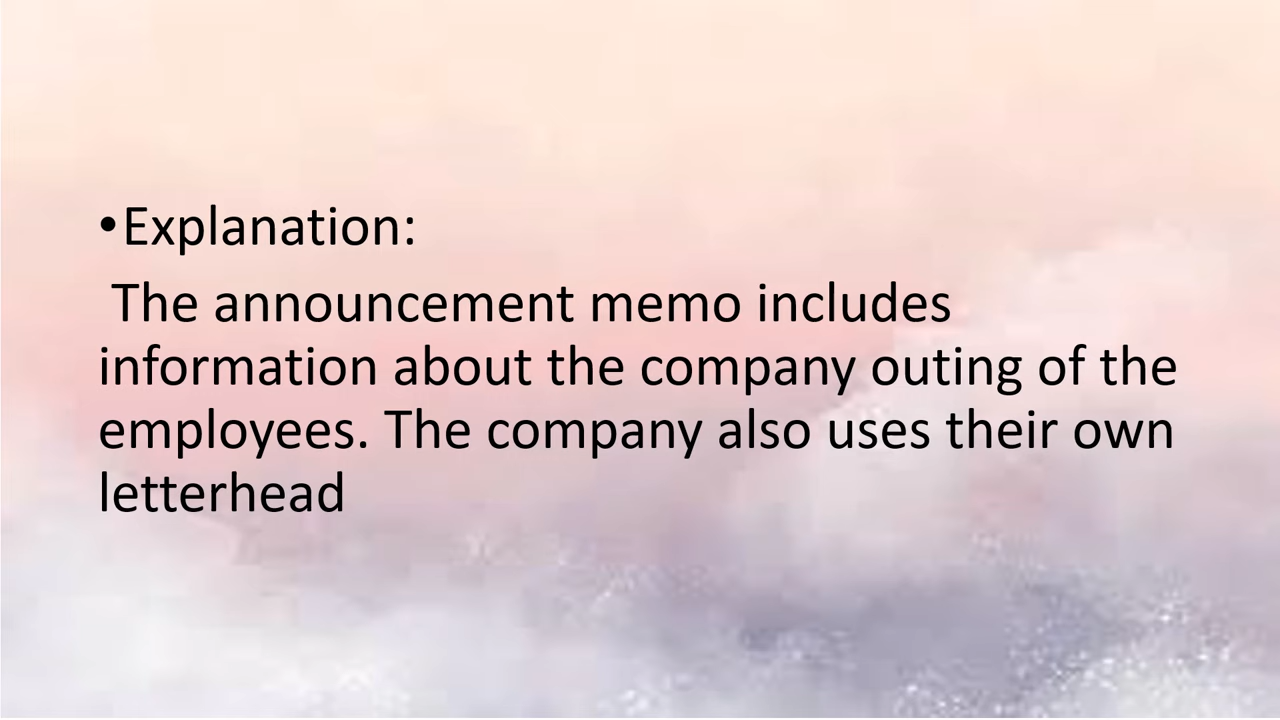 •Explanation:
The announcement memo includes
information about the company outing of the
employees. The company also uses their own
letterhead